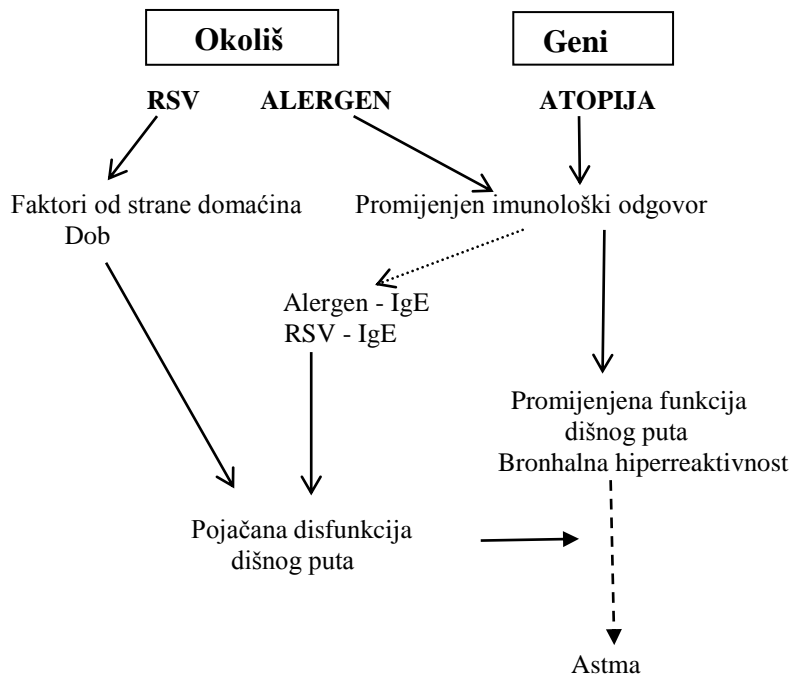 Okoliš
Geni
RSV
ALERGEN
ATOPIJA
Faktori od strane domaćina
Dob
Promijenjen imunološki odgovor
Alergen - IgE
RSV - IgE
Promijenjena funkcija
dišnog puta
Bronhalna hiperreaktivnost
Pojačana disfunkcija
dišnog puta
Astma